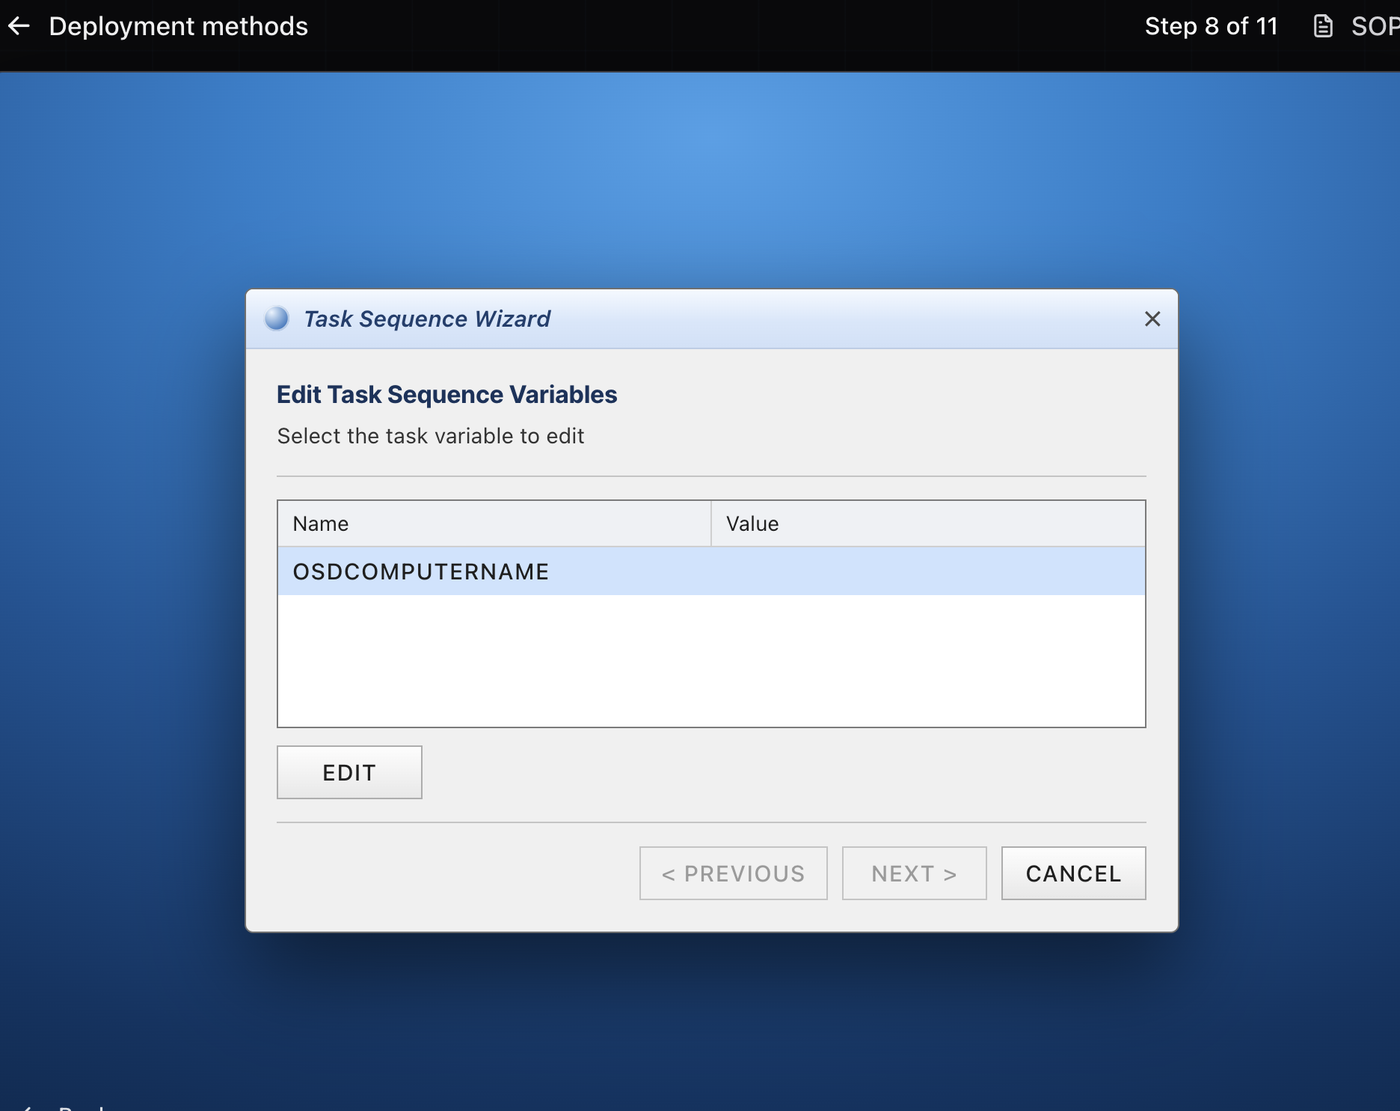 Deployment methods
Step 8 of 11
SOP
Task Sequence Wizard
Edit Task Sequence Variables
Select the task variable to edit
Name Value
OSDCOMPUTERNAME
EDIT
< PREVIOUS NEXT > CANCEL